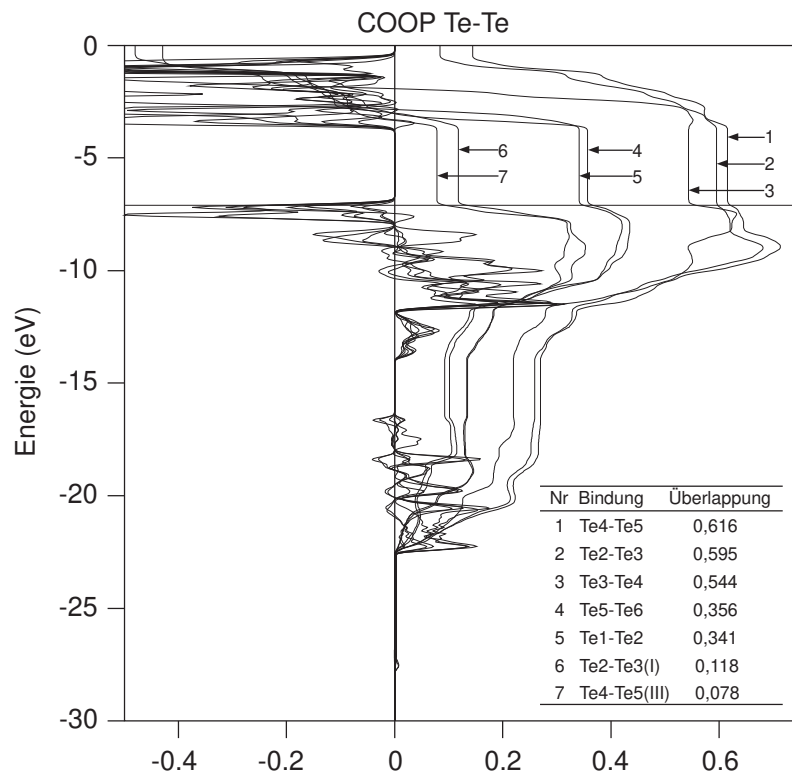 COOP Te-Te
0
-5
-10
-15
-20
-25
-30
Energie (eV)
1
2
3
6
4
7
5
Nr Bindung Überlappung
1 Te4-Te5 0,616
2 Te2-Te3 0,595
3 Te3-Te4 0,544
4 Te5-Te6 0,356
5 Te1-Te2 0,341
6 Te2-Te3(I) 0,118
7 Te4-Te5(III) 0,078
-0.4 -0.2 0 0.2 0.4 0.6